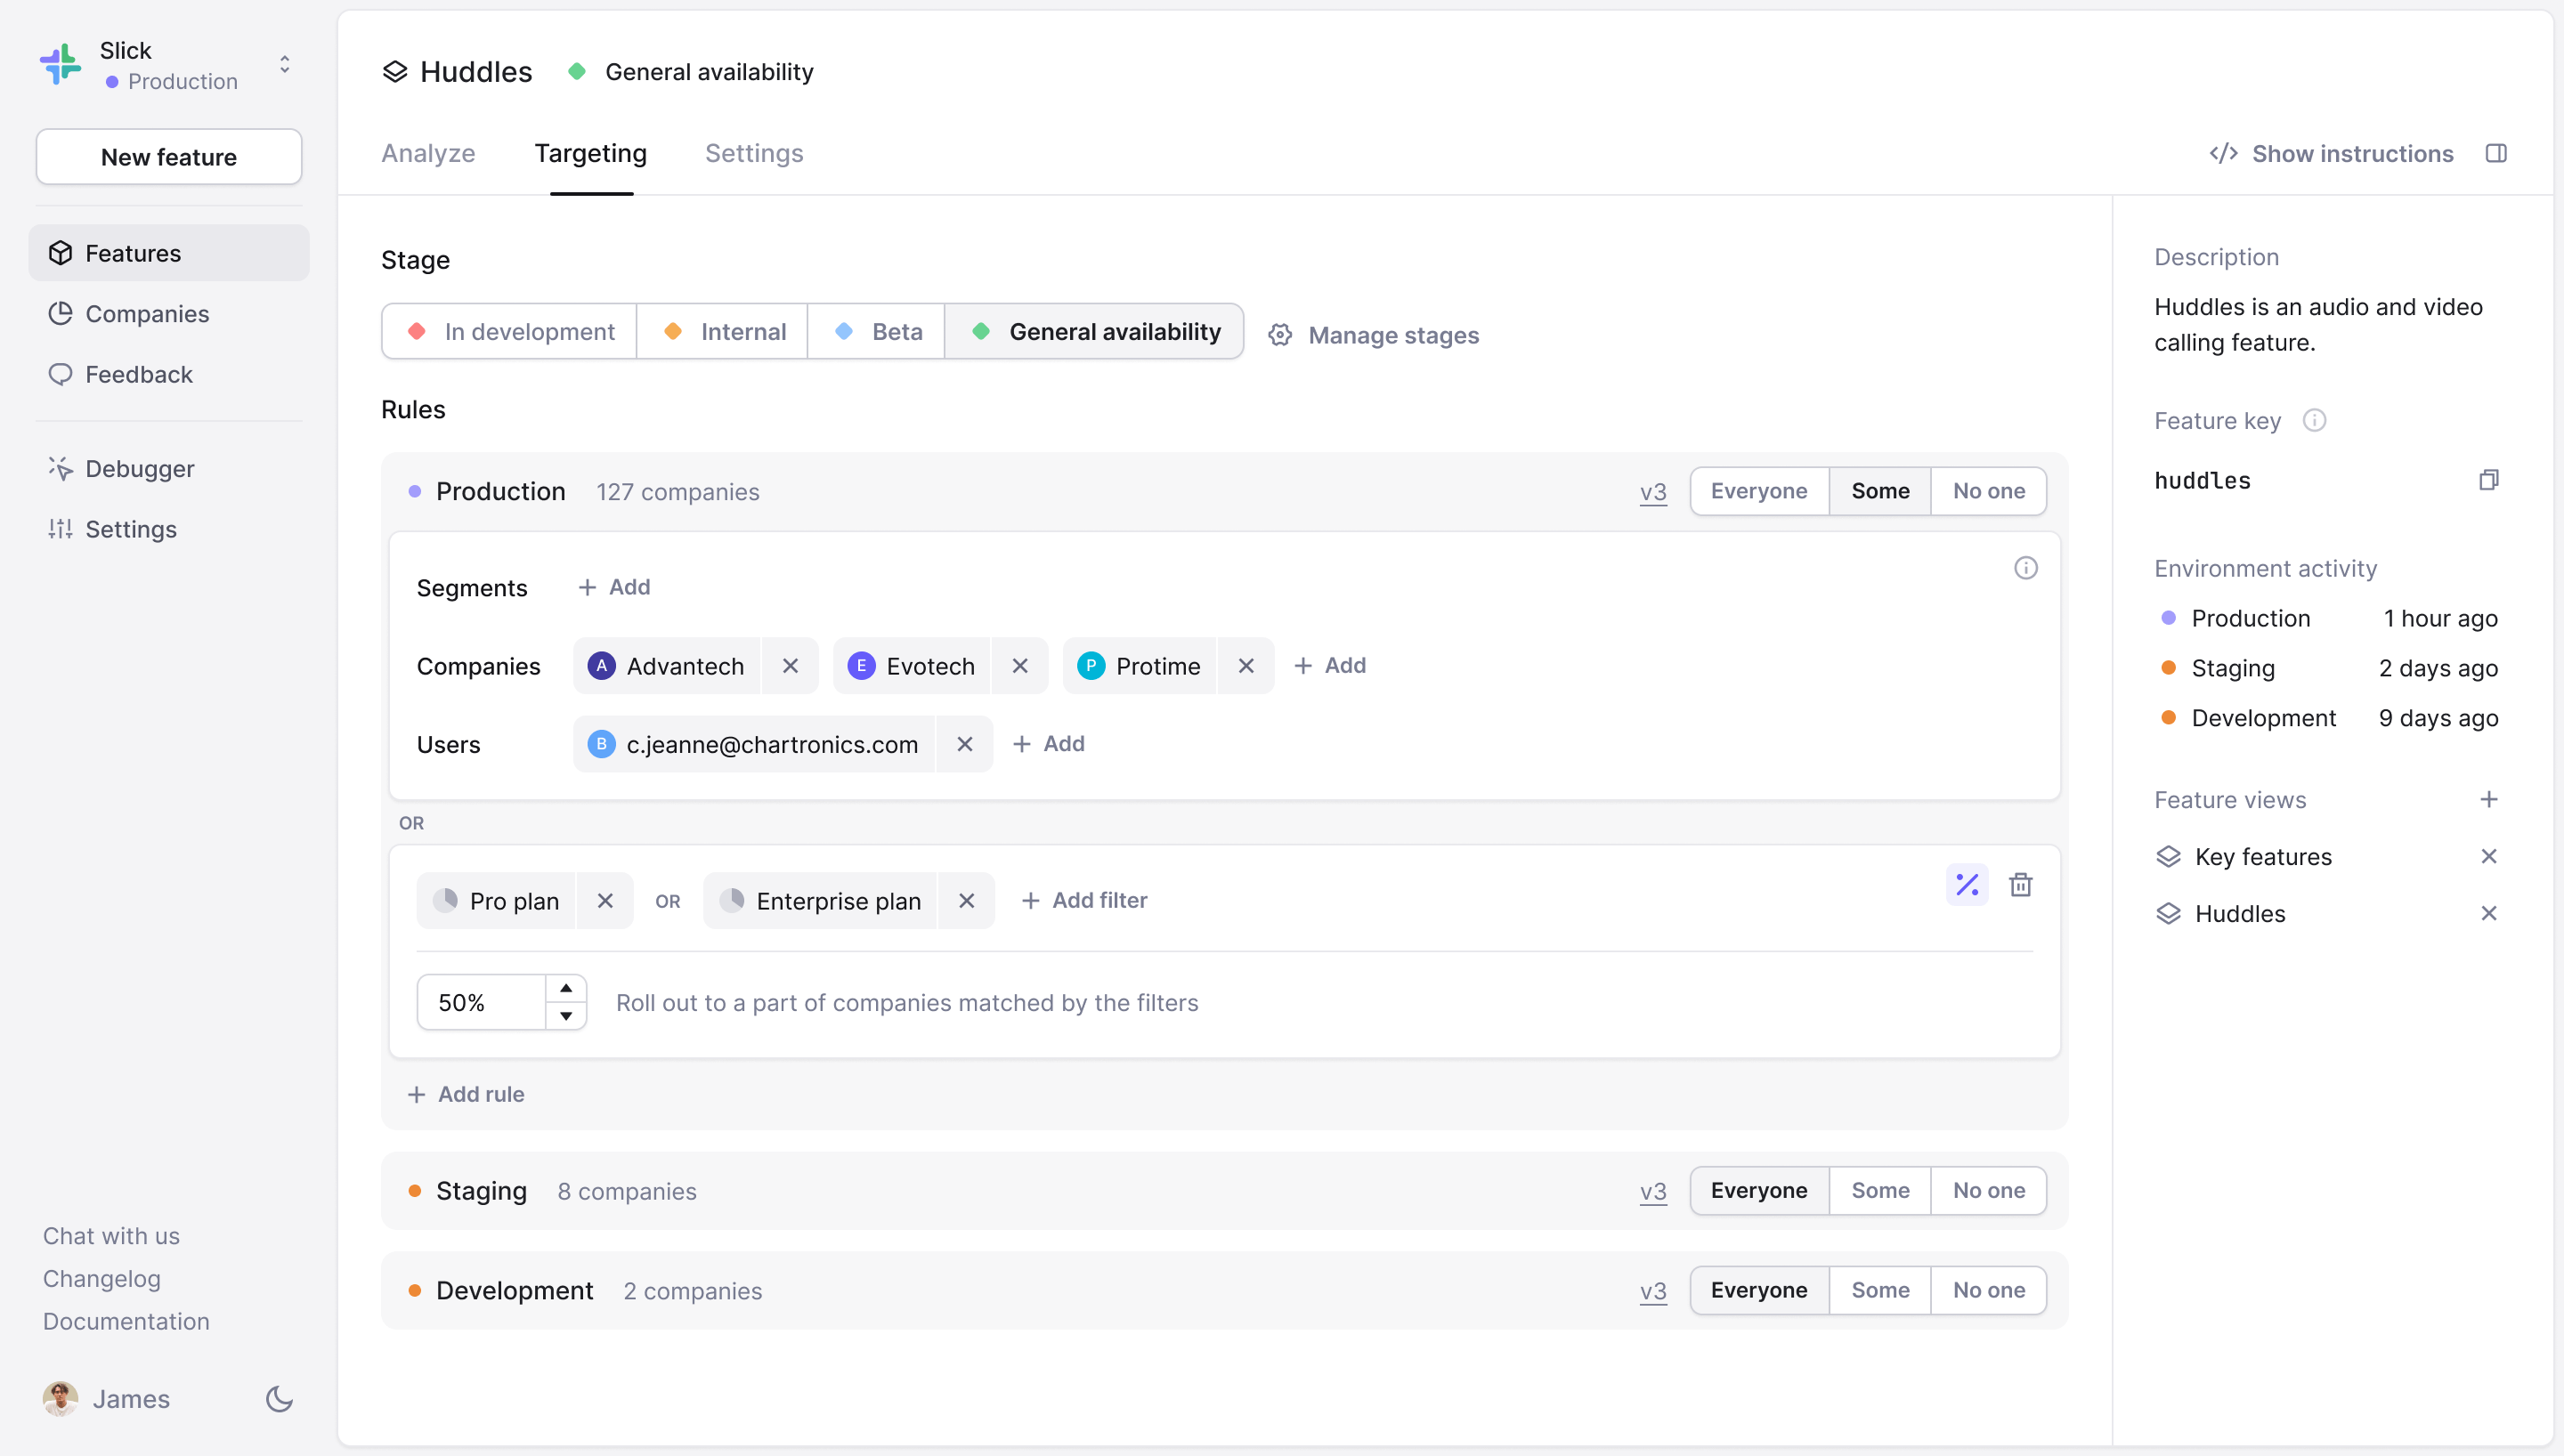 Slick
Production
New feature
Features
Companies
Feedback
Debugger
Settings
Chat with us
Changelog
Documentation
James
Huddles General availability
Analyze Targeting Settings
Show instructions
Stage
In development Internal Beta General availability Manage stages
Rules
Production 127 companies v3 Everyone Some No one
Segments + Add
Companies A Advantech E Evotech P Protime + Add
Users B c.jeanne@chartronics.com + Add
OR
Pro plan OR Enterprise plan + Add filter
50% Roll out to a part of companies matched by the filters
+ Add rule
Staging 8 companies v3 Everyone Some No one
Development 2 companies v3 Everyone Some No one
Description
Huddles is an audio and video
calling feature.
Feature key
huddles
Environment activity
Production 1 hour ago
Staging 2 days ago
Development 9 days ago
Feature views
Key features
Huddles